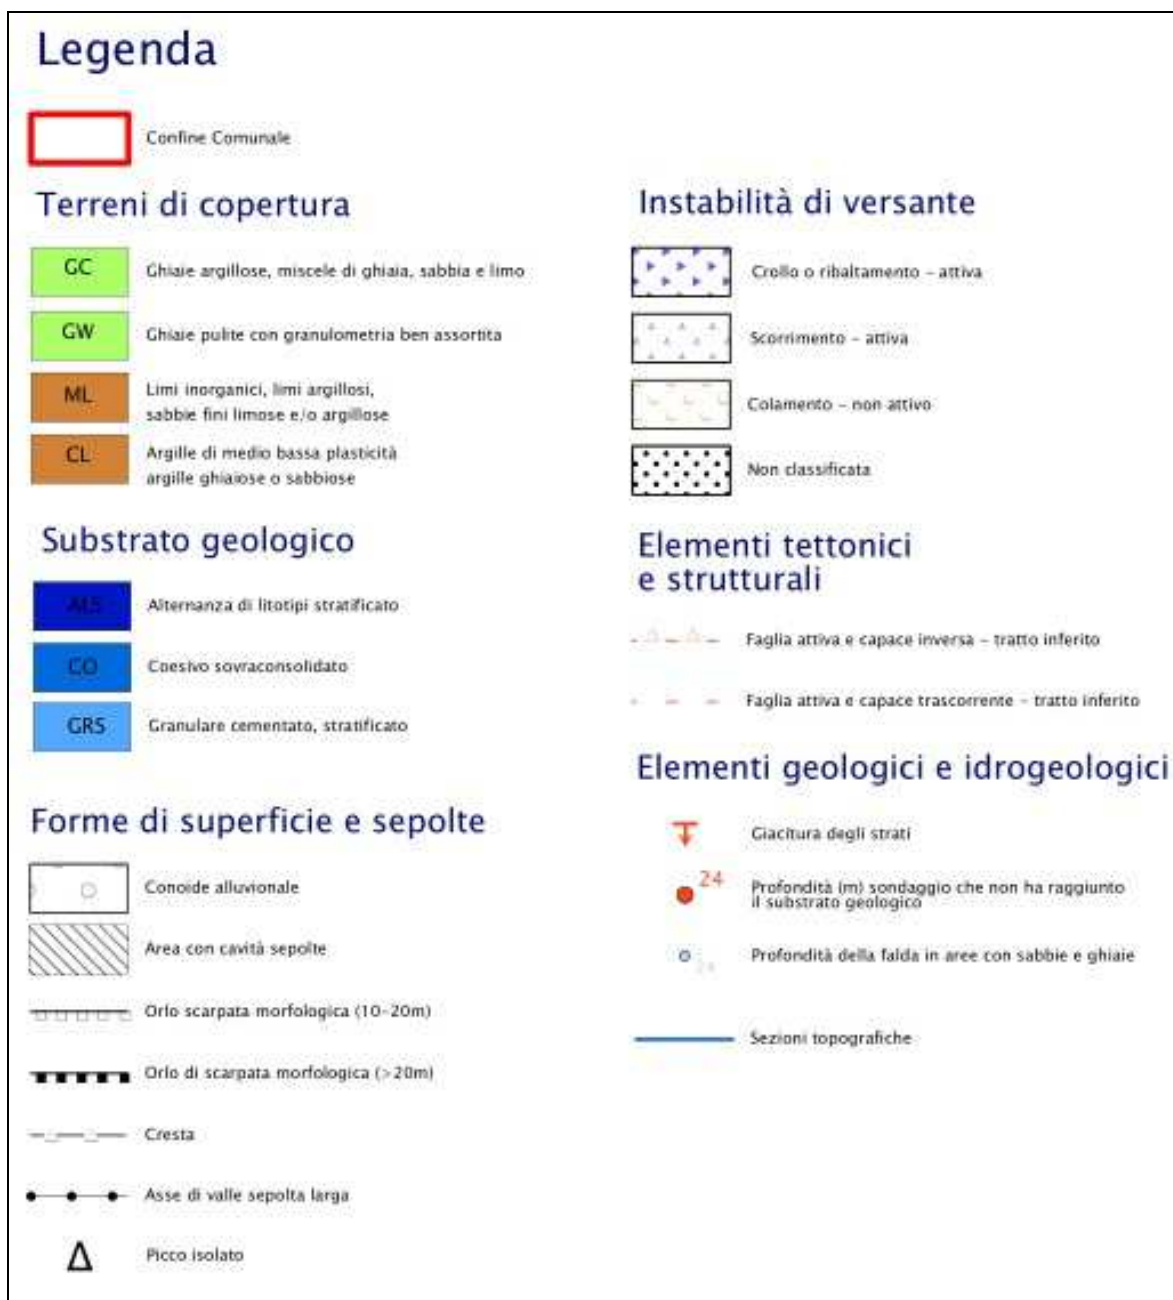 Legenda
Confine Comunale
Terreni di copertura
GC
Ghiaie argillose, miscele di ghiaia, sabbia e limo
GW
Ghiaie pulite con granulometria ben assortita
ML
Limi inorganici, limi argillosi,
sabbie fini limose e/o argillose
CL
Argille di medio bassa plasticità
argille ghiaiose o sabbiose
Substrato geologico
ALS
Alternanza di litotipi stratificato
CO
Coesivo sovraconsolidato
GRS
Granulare cementato, stratificato
Forme di superficie e sepolte
Conoide alluvionale
Area con cavità sepolte
Orlo scarpata morfologica (10-20m)
Orlo di scarpata morfologica (>20m)
Cresta
Asse di valle sepolta larga
Picco isolato
Instabilità di versante
Crollo o ribaltamento - attiva
Scorrimento - attiva
Colamento - non attivo
Non classificata
Elementi tettonici
e strutturali
Faglia attiva e capace inversa - tratto inferito
Faglia attiva e capace trascorrente - tratto inferito
Elementi geologici e idrogeologici
Giacitura degli strati
24
Profondità (m) sondaggio che non ha raggiunto
il substrato geologico
Profondità della falda in aree con sabbie e ghiaie
Sezioni topografiche